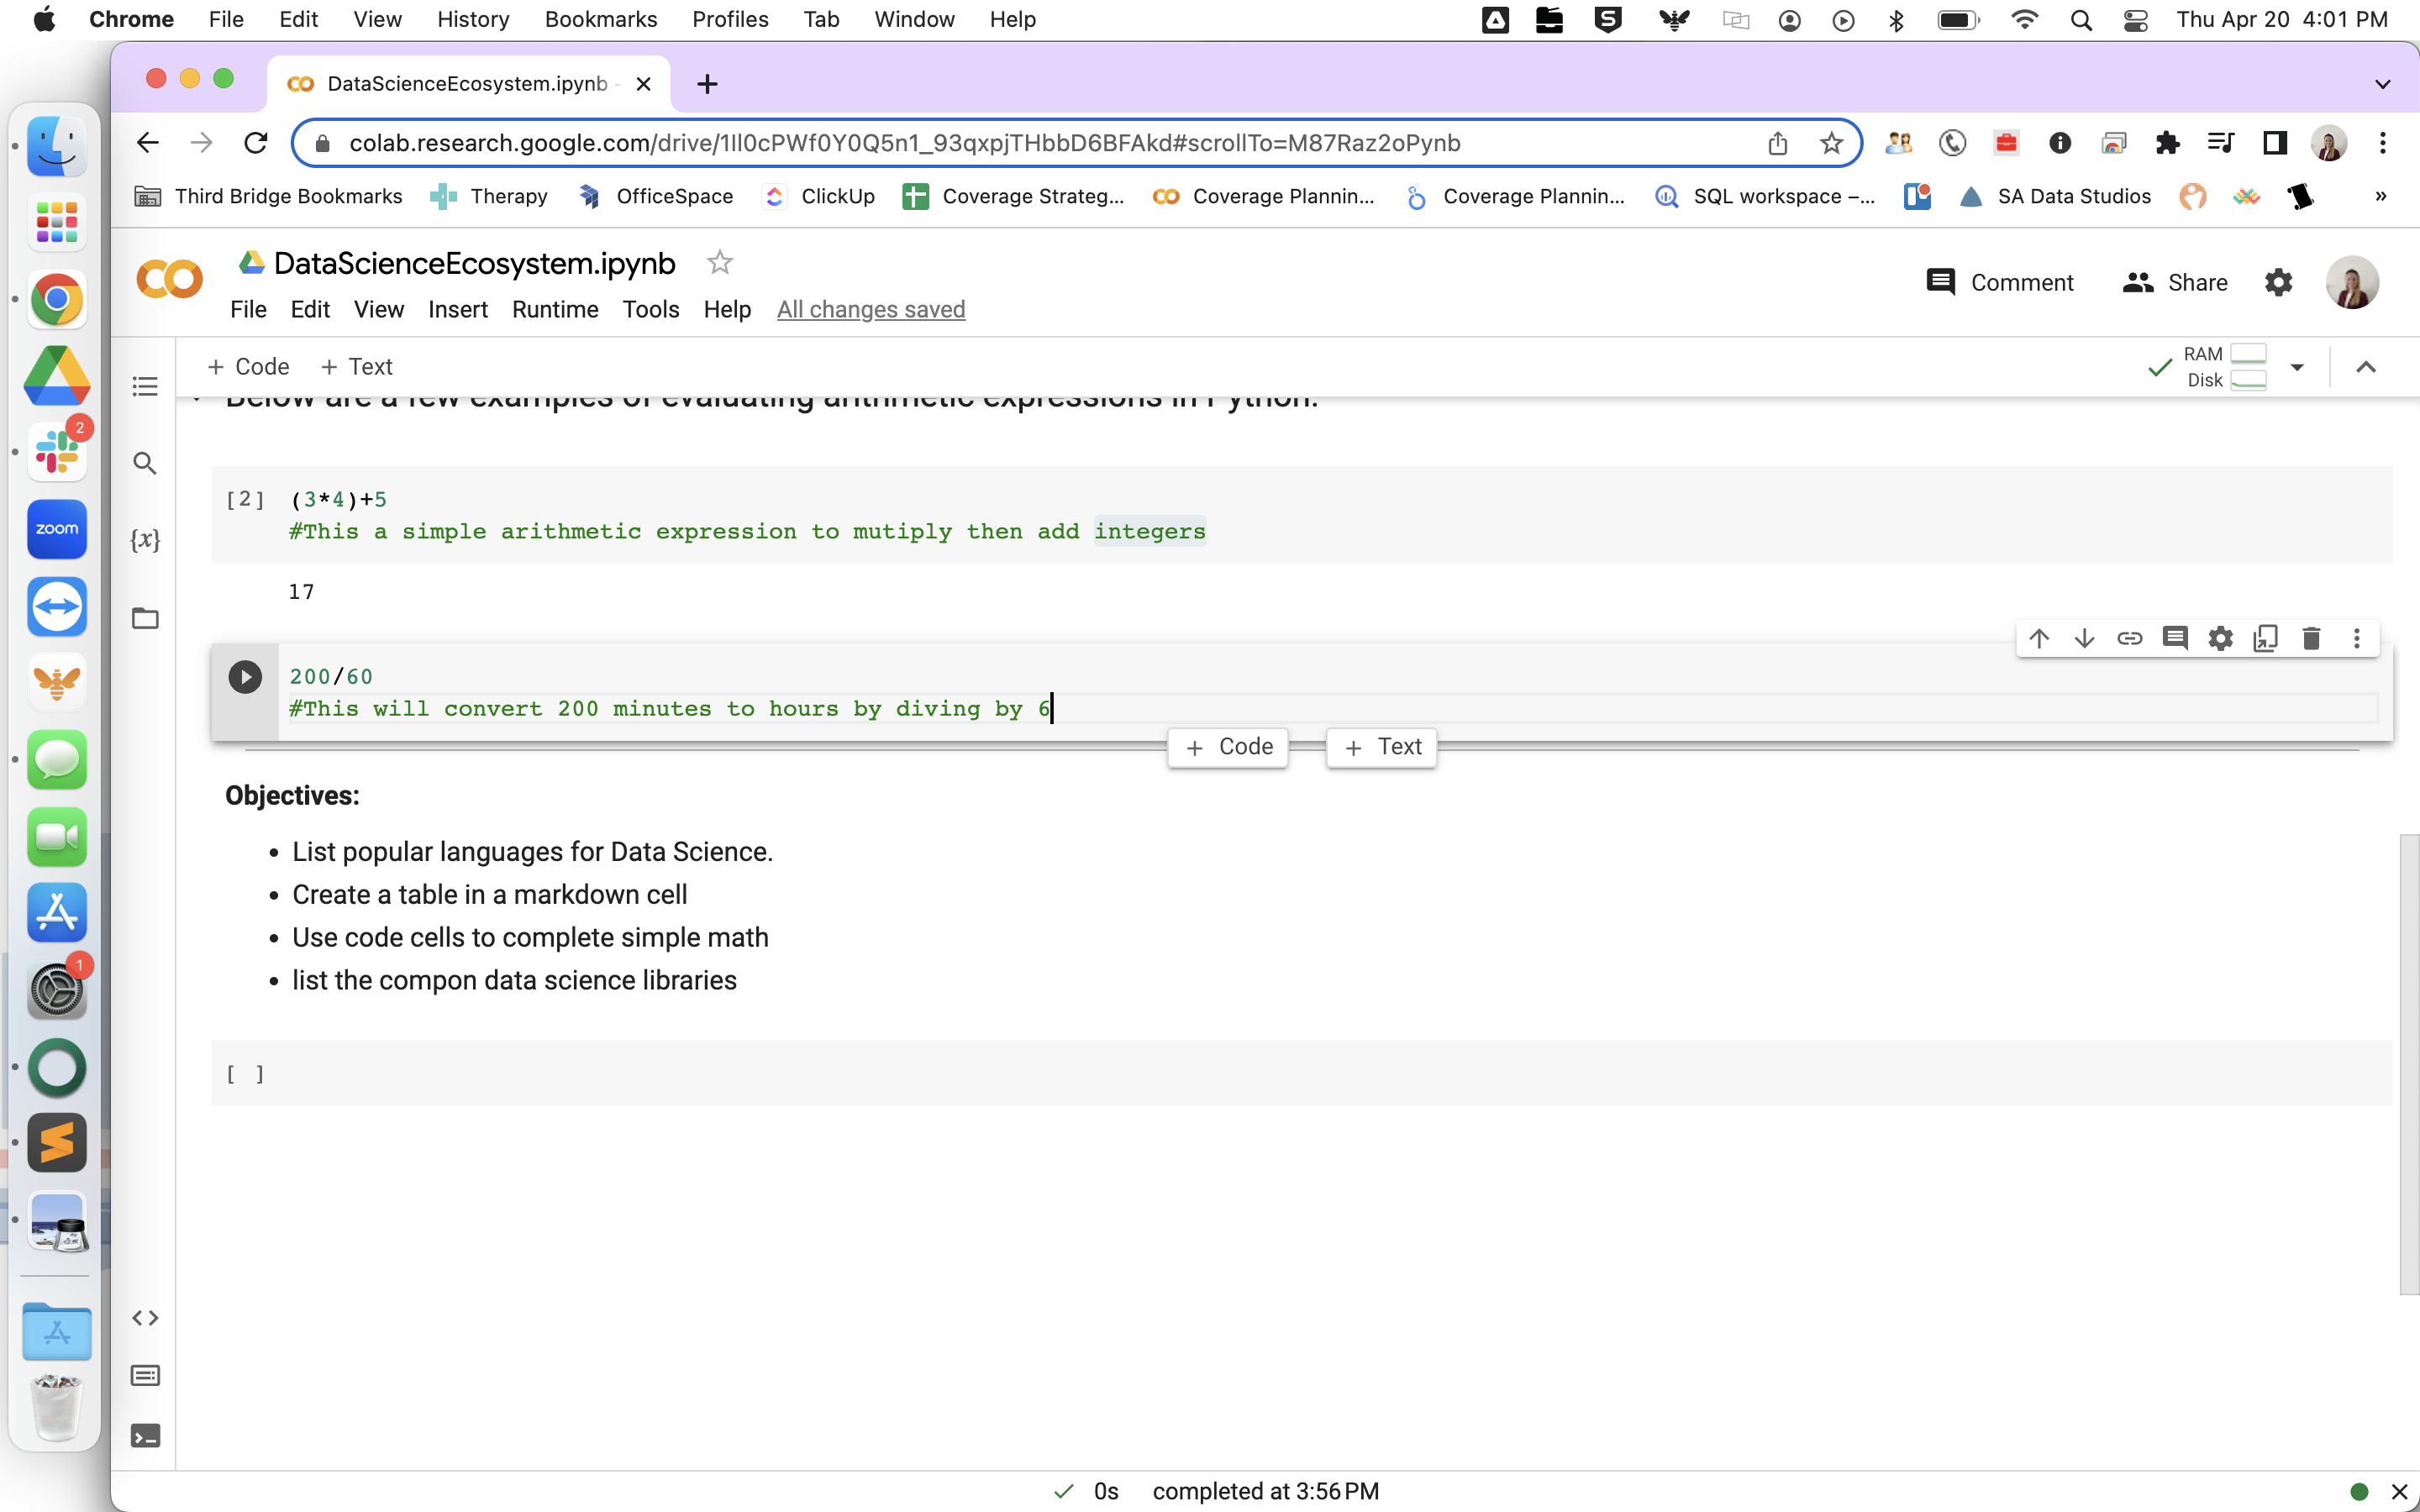 Chrome File Edit View History Bookmarks Profiles Tab Window Help Thu Apr 20 4:01 PM
DataScienceEcosystem.ipynb -
colab.research.google.com/drive/1Il0cPWf0Y0Q5n1_93qxpjTHbbD6BFAkd#scrollTo=M87Raz2oPynb
Third Bridge Bookmarks Therapy OfficeSpace ClickUp Coverage Strateg... Coverage Plannin... Coverage Plannin... SQL workspace –... SA Data Studios »
DataScienceEcosystem.ipynb
Comment Share
File Edit View Insert Runtime Tools Help All changes saved
+ Code + Text
RAM
Disk
Below are a few examples of evaluating arithmetic expressions in Python.
[2] (3*4)+5
#This a simple arithmetic expression to mutiply then add integers
17
200/60
#This will convert 200 minutes to hours by diving by 6
+ Code + Text
Objectives:
• List popular languages for Data Science.
• Create a table in a markdown cell
• Use code cells to complete simple math
• list the compon data science libraries
[ ]
0s completed at 3:56 PM
2
zoom
1
{x}